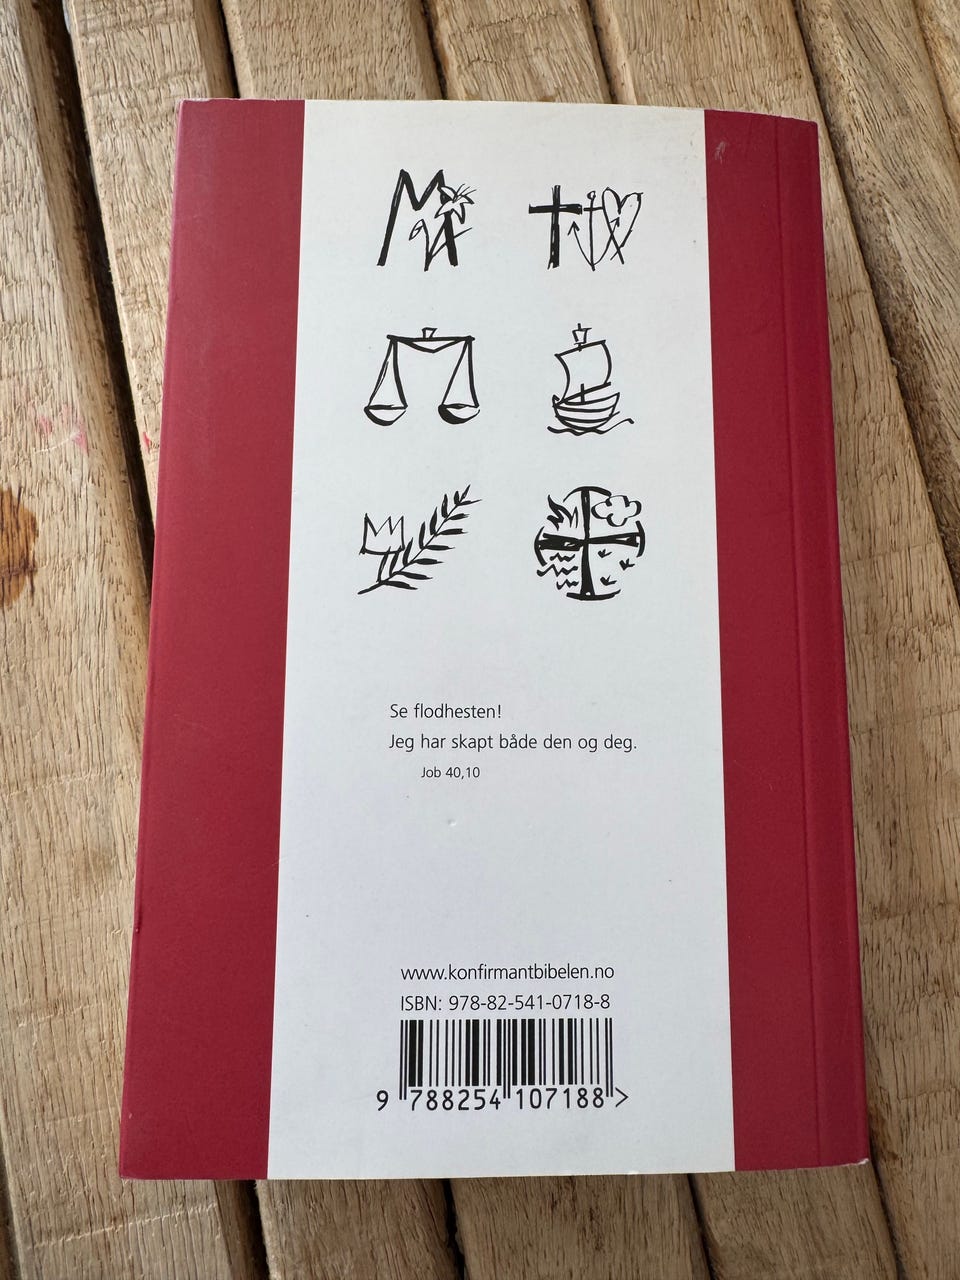 Se flodhesten!
Jeg har skapt både den og deg.
Job 40,10
www.konfirmantbibelen.no
ISBN: 978-82-541-0718-8
9 788254 107188 >